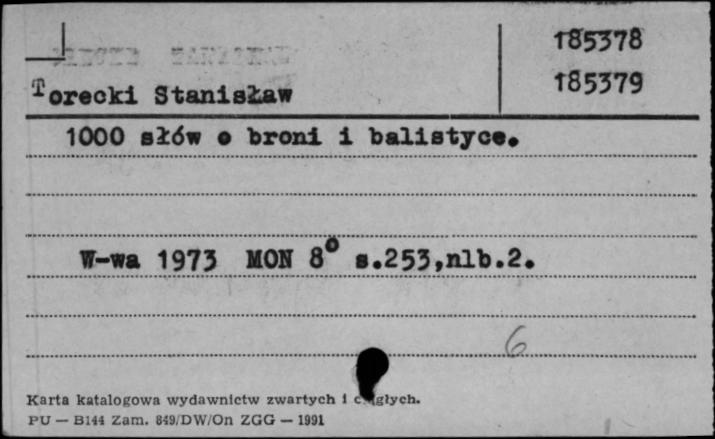 185378
185379
Torecki Stanisław
1000 słów o broni i balistyce.
W-wa 1973 MON 8° s.253,nlb.2.
6
Karta katalogowa wydawnictw zwartych i
PU — B144 Zam. 849/DW/On ZGG — 1991